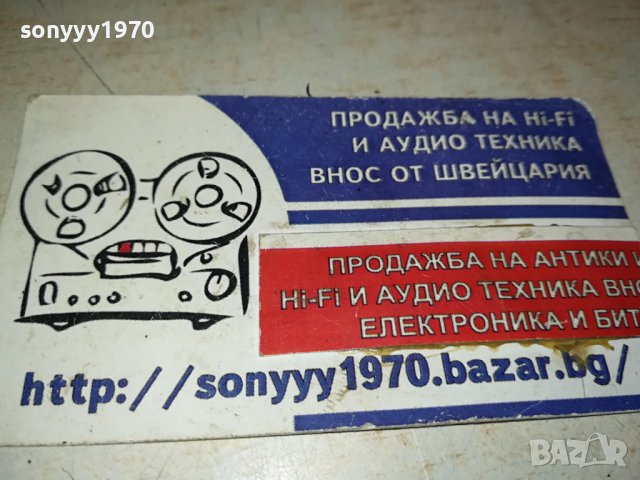 sonyyy1970
ПРОДАЖБА НА Hi-Fi
И АУДИО ТЕХНИКА
ВНОС ОТ ШВЕЙЦАРИЯ
ПРОДАЖБА НА АНТИКИ И
Hi-Fi И АУДИО ТЕХНИКА ВНО
ЕЛЕКТРОНИКА И БИТ
http://sonyyy1970.bazar.bg/
BAZAR